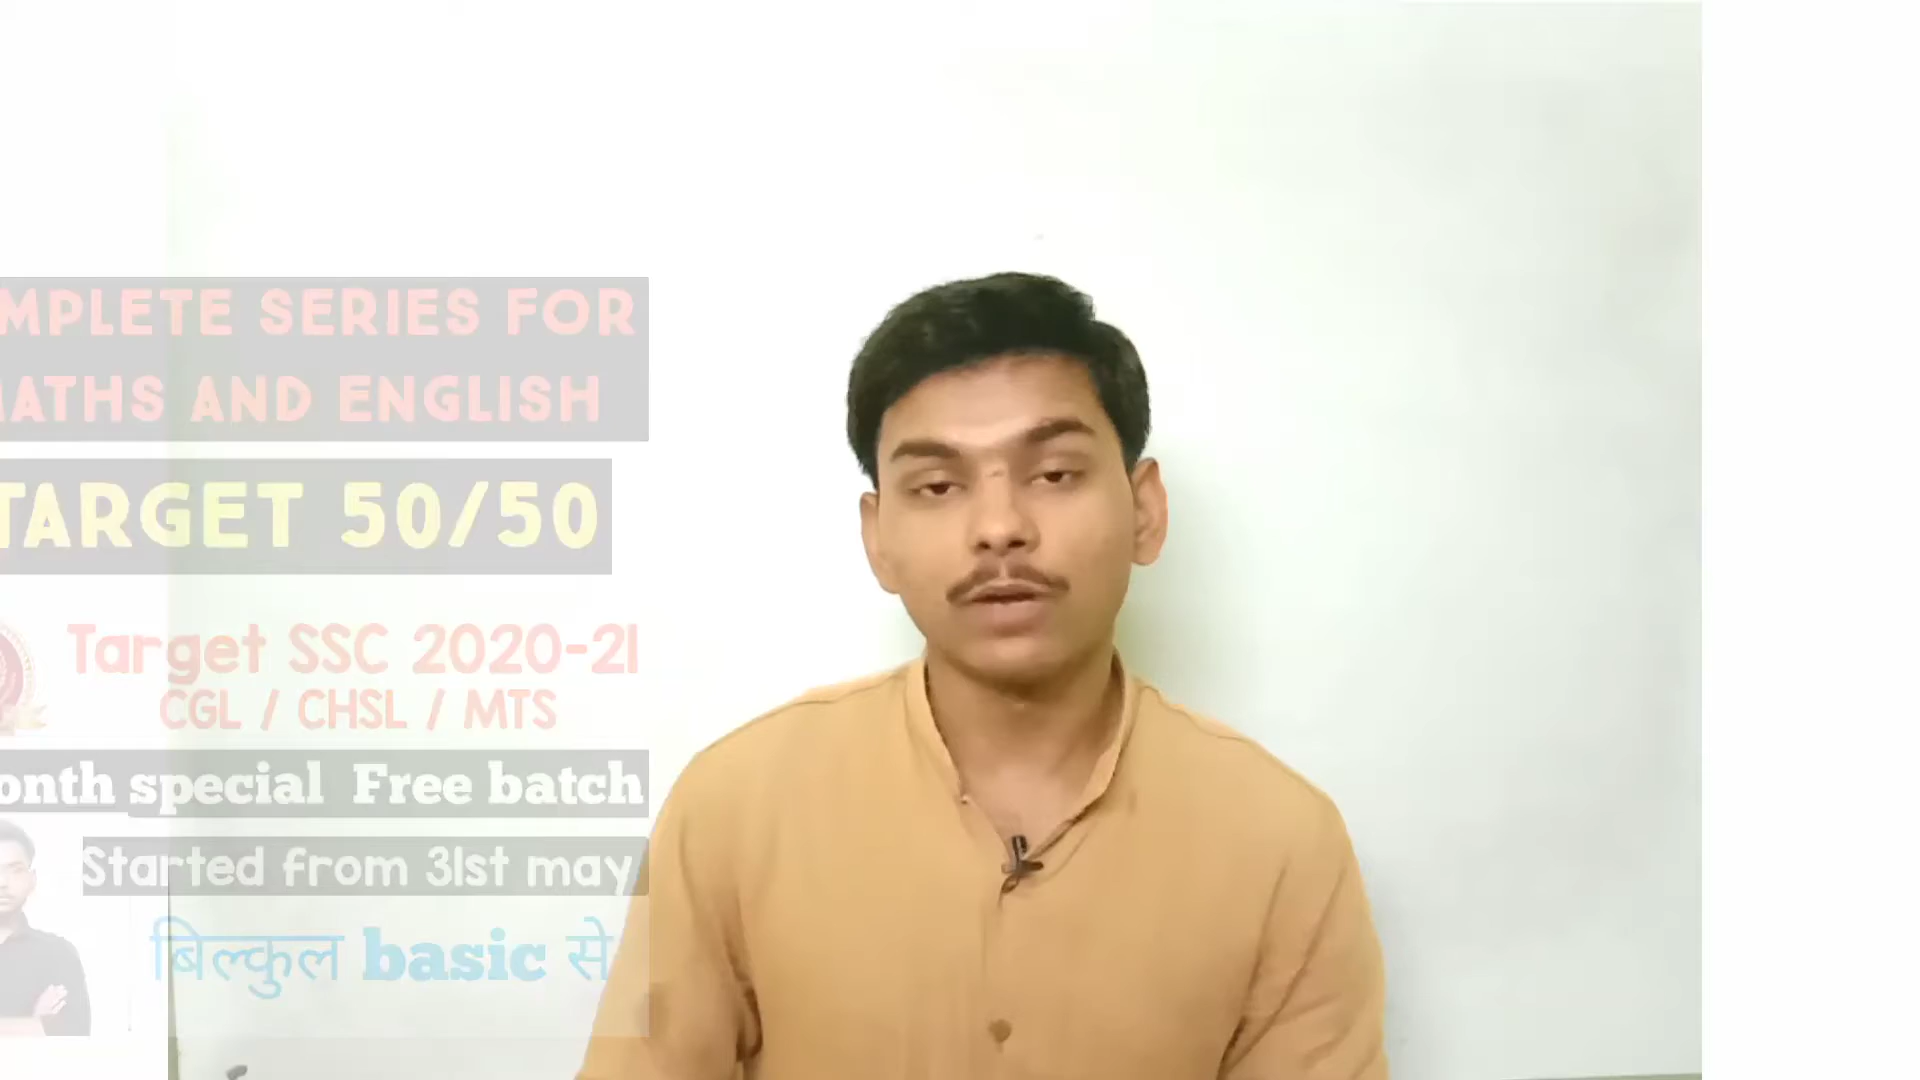 MPLETE SERIES FOR
ATHS AND ENGLISH
TARGET 50/50
Target SSC 2020-21
CGL / CHSL / MTS
onth special Free batch
Started from 31st may
बिल्कुल basic से